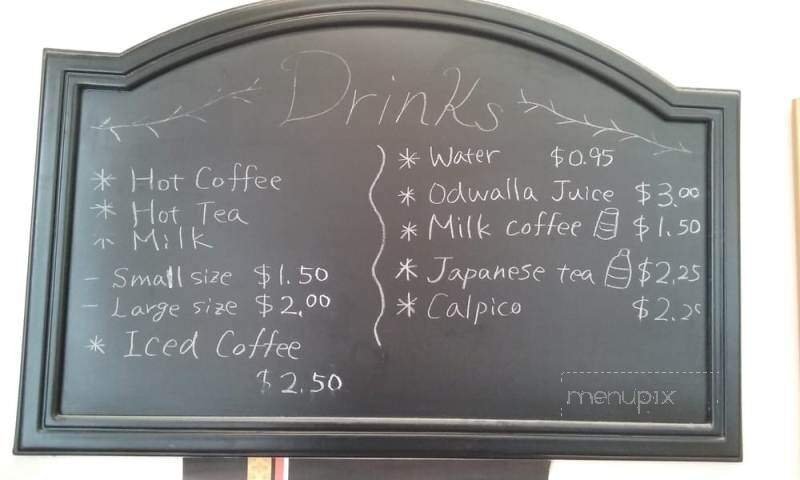 Drinks
* Hot Coffee
* Hot Tea
* Milk
- Small size $1.50
- Large size $2.00
* Iced Coffee
$2.50
* Water $0.95
* Odwalla Juice $3.00
* Milk coffee $1.50
* Japanese tea $2.25
* Calpico $2.25
menupix